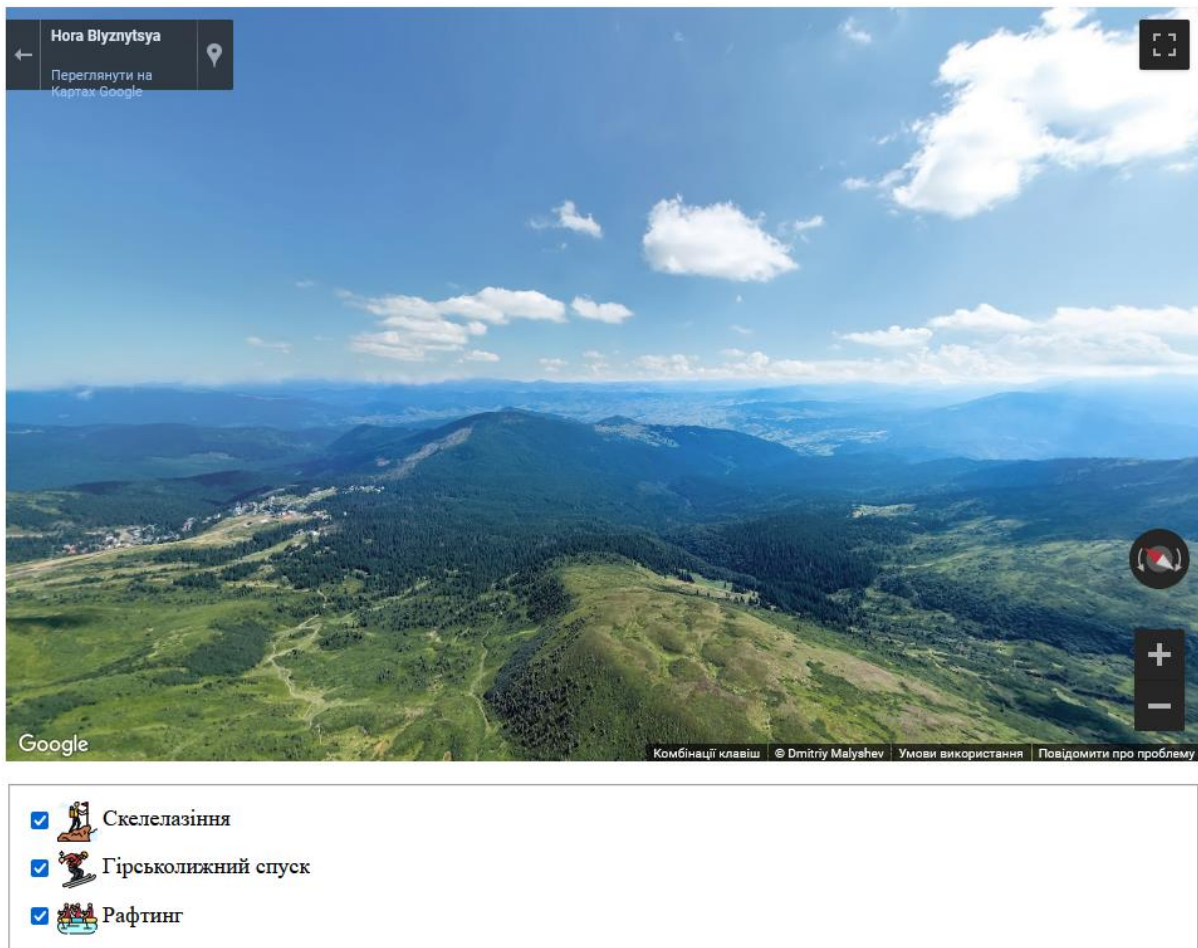 Hora Blyznytsya
Переглянути на
Картах Google
Google
Комбінації клавіш © Dmitriy Malyshev Умови використання Повідомити про проблему
Скелелазіння
Гірськолижний спуск
Рафтинг